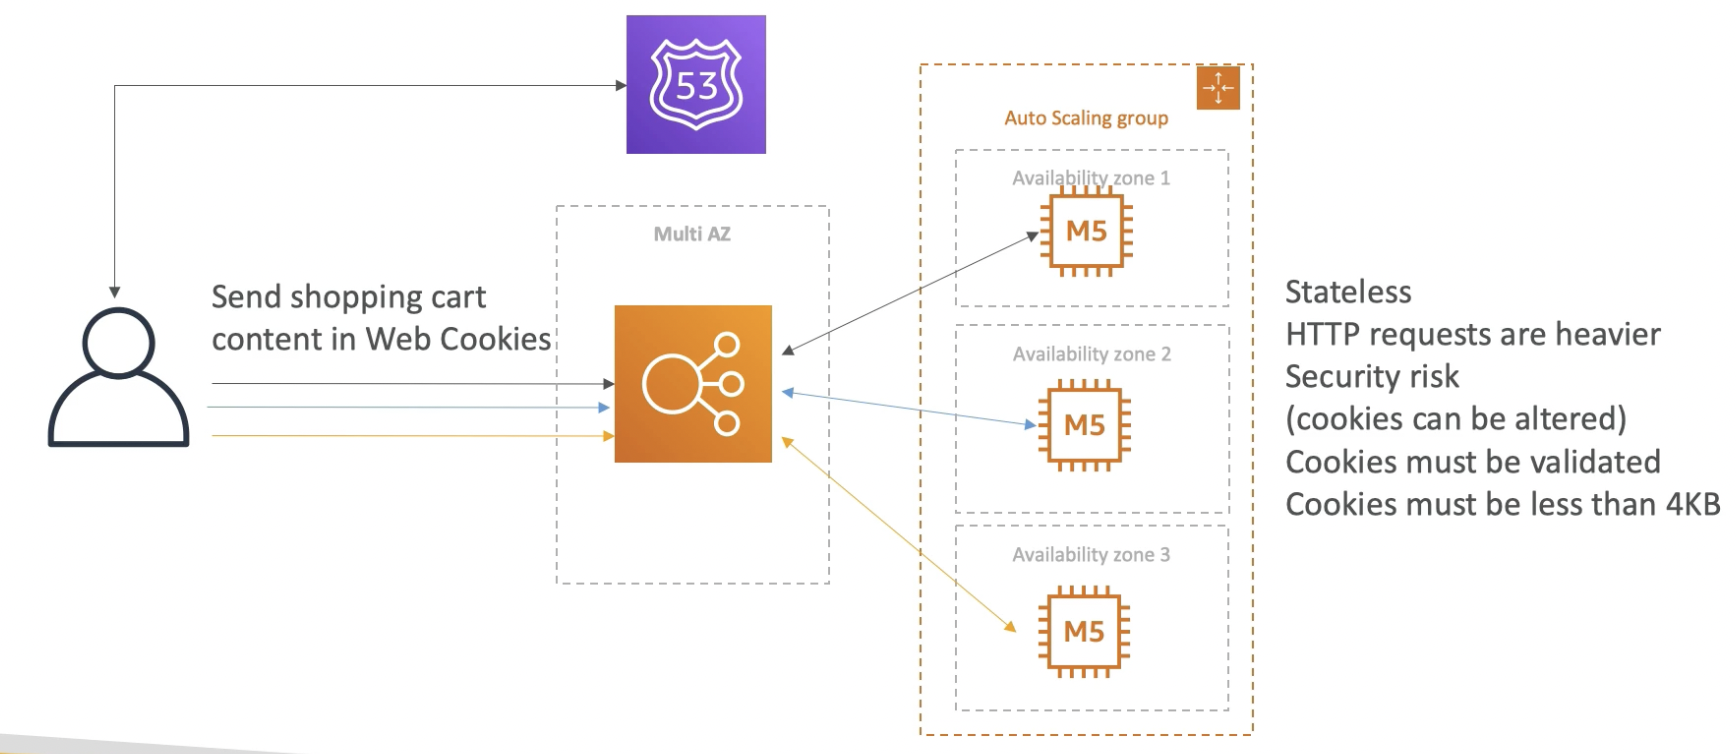 53
Auto Scaling group
Availability zone 1
M5
Multi AZ
Send shopping cart
content in Web Cookies
Availability zone 2
M5
Availability zone 3
M5
Stateless
HTTP requests are heavier
Security risk
(cookies can be altered)
Cookies must be validated
Cookies must be less than 4KB